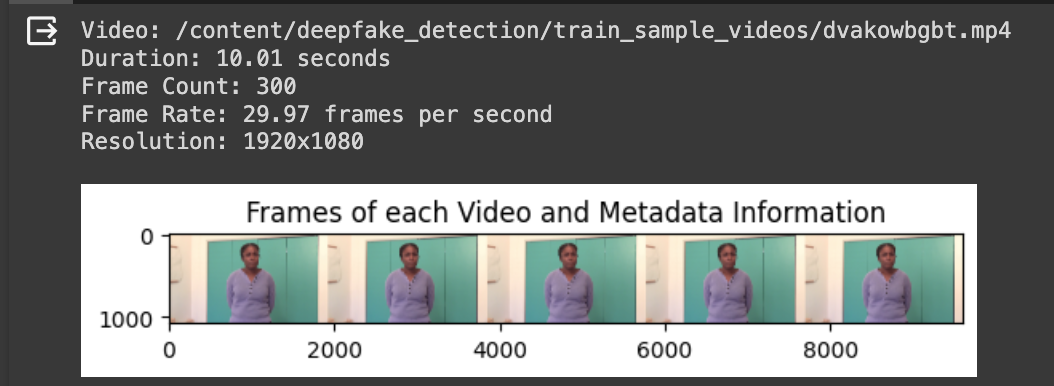 Video: /content/deepfake_detection/train_sample_videos/dvakowbgbt.mp4
Duration: 10.01 seconds
Frame Count: 300
Frame Rate: 29.97 frames per second
Resolution: 1920x1080
Frames of each Video and Metadata Information
0
1000
0 2000 4000 6000 8000